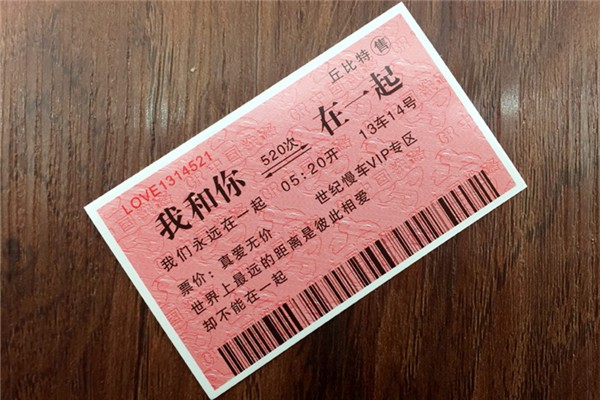 LOVE1314521
丘比特 售
我和你 520次 在一起
05:20开 13车14号
我们永远在一起 世纪慢车VIP专区
票价：真爱无价
世界上最远的距离是彼此相爱
却不能在一起